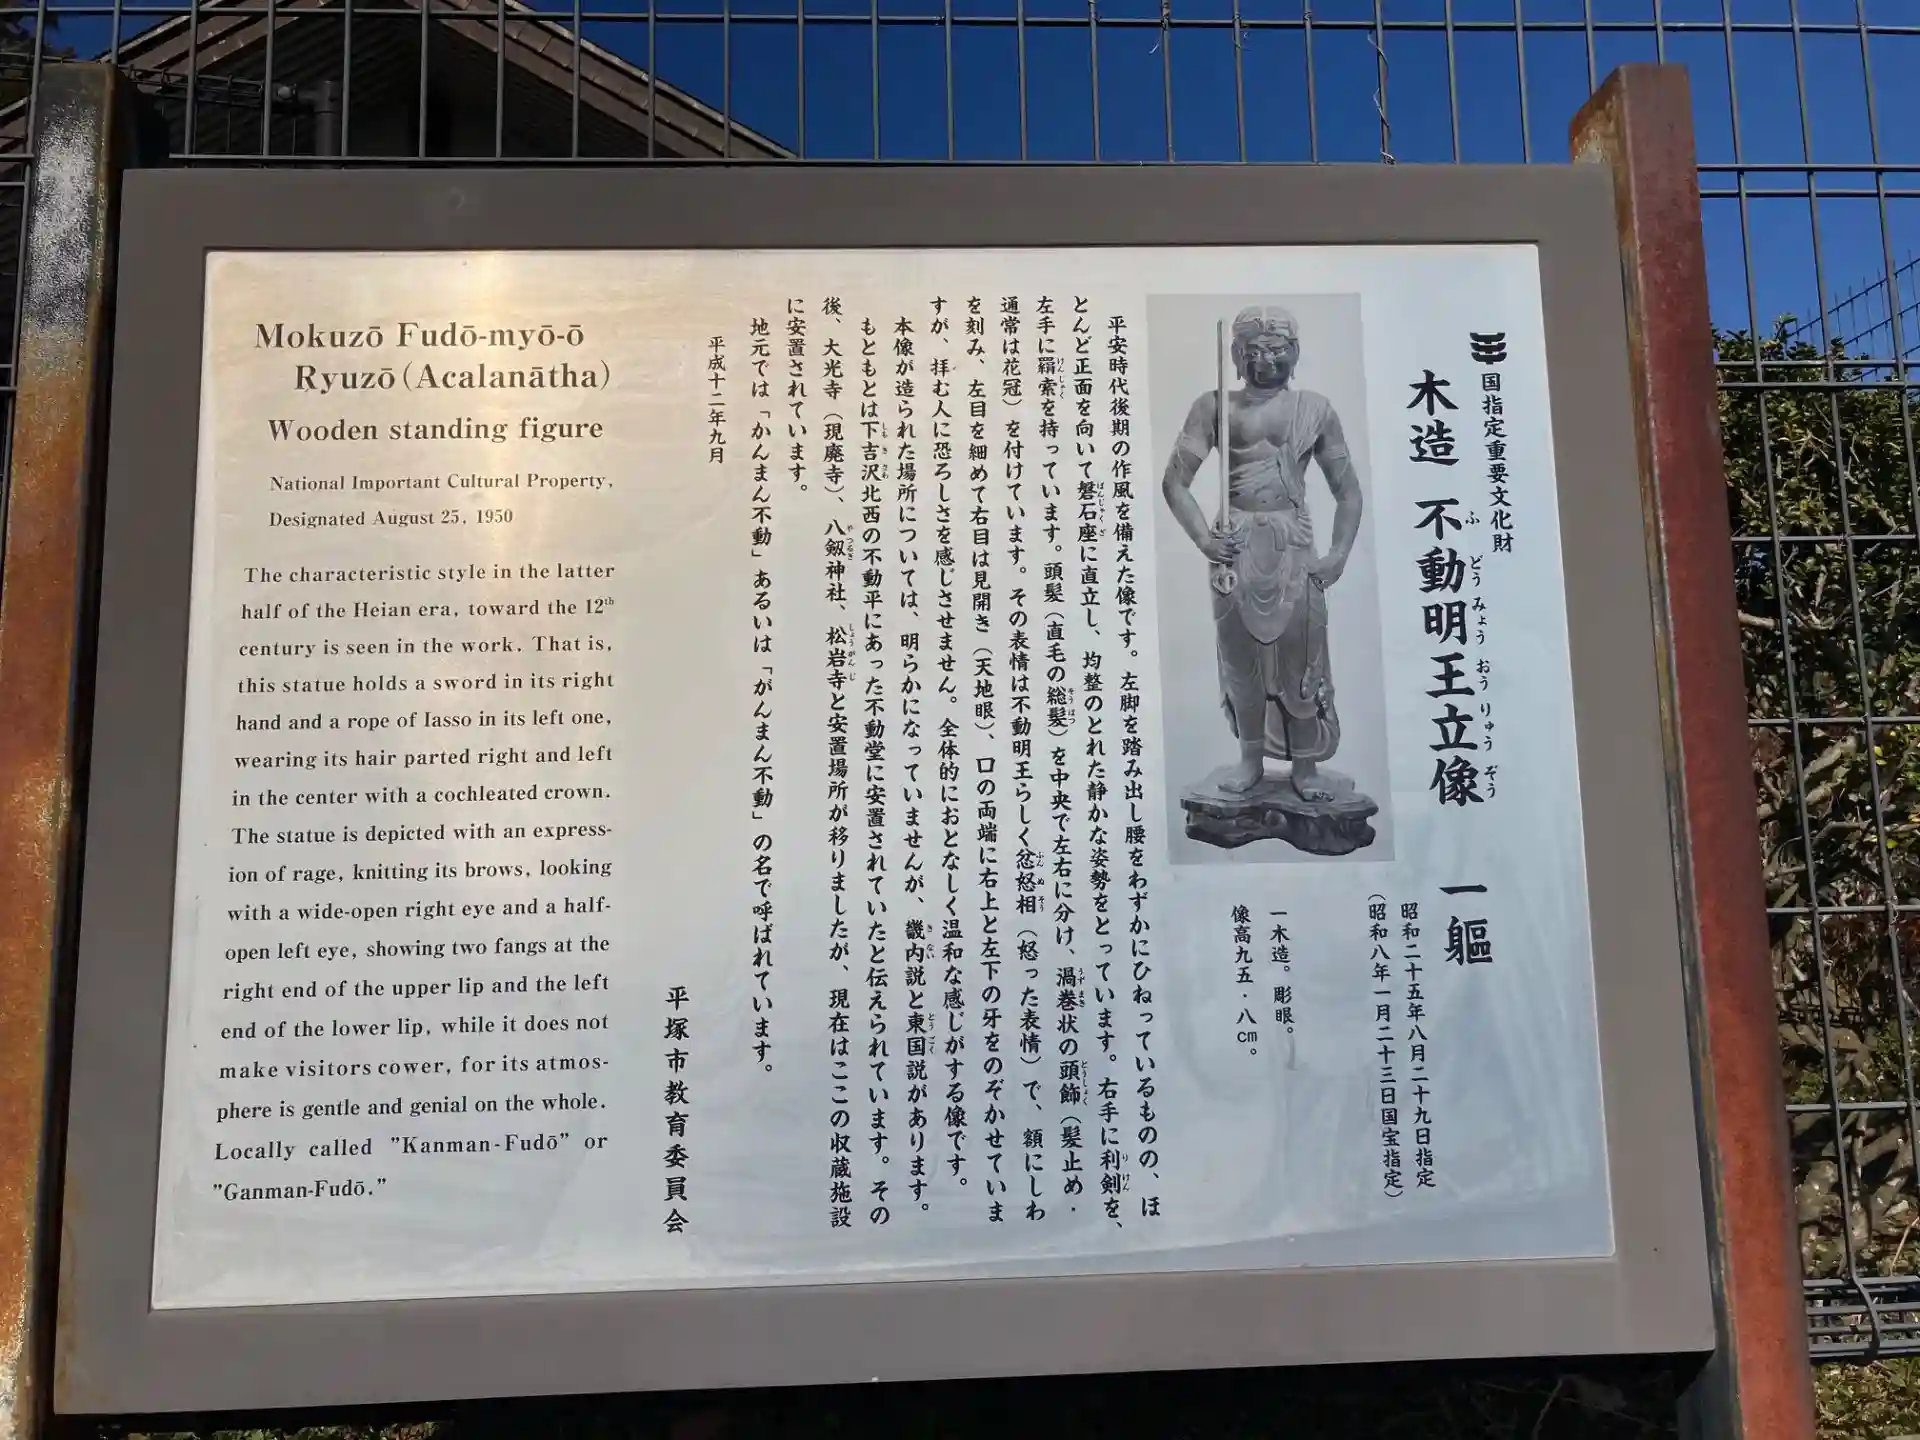 国指定重要文化財
木造 不動明王立像 一軀
ふ どう みょう おう りゅう ぞう
昭和二十五年八月二十九日指定
(昭和八年一月二十三日国宝指定)
一木造。彫眼。
像高九五.八cm。
平安時代後期の作風を備えた像です。左脚を踏み出し腰をわずかにひねっているものの、ほ
とんど正面を向いて磐石座に直立し、均整のとれた静かな姿勢をとっています。右手に利剣を、
左手に羂索を持っています。頭髪(直毛の総髪)を中央で左右に分け、渦巻状の頭飾(髪止め.
通常は花冠)を付けています。その表情は不動明王らしく忿怒相(怒った表情)で、額にしわ
を刻み、左目を細めて右目は見開き(天地眼)、口の両端に右上と左下の牙をのぞかせていま
すが、拝む人に恐ろしさを感じさせません。全体的におとなしく温和な感じがする像です。
本像が造られた場所については、明らかになっていませんが、畿内説と東国説があります。
もともとは下吉沢北西の不動平にあった不動堂に安置されていたと伝えられています。その
後、大光寺(現廃寺)、八剱神社、松岩寺と安置場所が移りましたが、現在はここの収蔵施設
に安置されています。
地元では「かんまん不動」あるいは「がんまん不動」の名で呼ばれています。
平成十二年九月
平塚市教育委員会
Mokuzō Fudō-myō-ō
Ryuzō(Acalanātha)
Wooden standing figure
National Important Cultural Property,
Designated August 25, 1950
The characteristic style in the latter
half of the Heian era, toward the 12th
century is seen in the work. That is,
this statue holds a sword in its right
hand and a rope of Iasso in its left one,
wearing its hair parted right and left
in the center with a cochleated crown.
The statue is depicted with an express-
ion of rage, knitting its brows, looking
with a wide-open right eye and a half-
open left eye, showing two fangs at the
right end of the upper lip and the left
end of the lower lip, while it does not
make visitors cower, for its atmos-
phere is gentle and genial on the whole.
Locally called "Kanman-Fudō" or
"Ganman-Fudō."